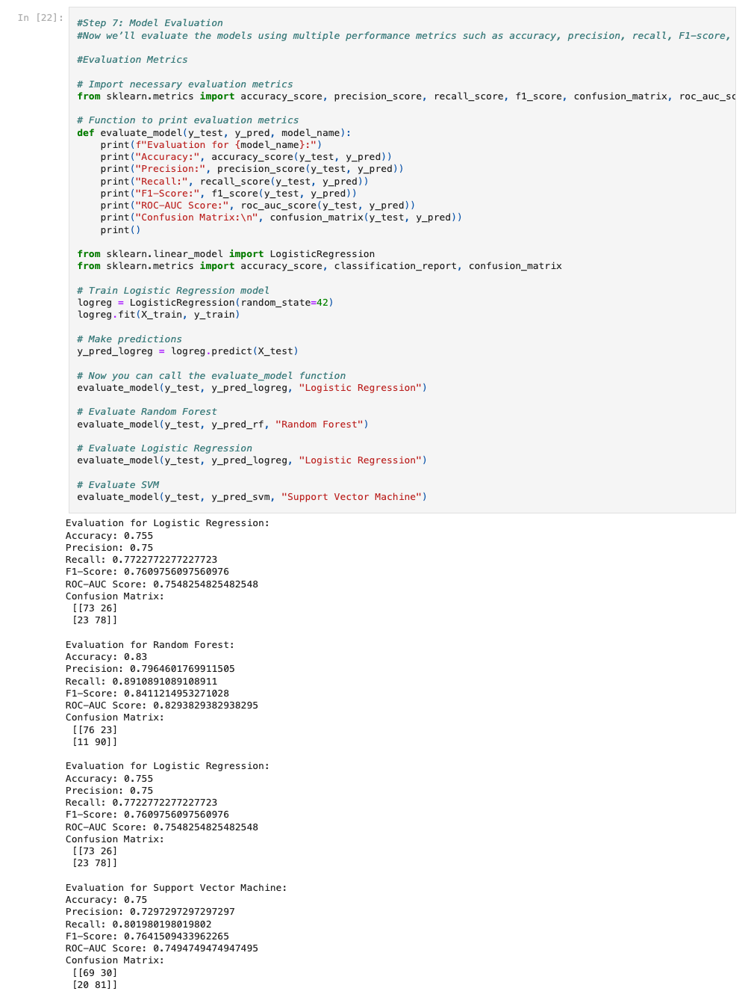 In [22]:
#Step 7: Model Evaluation
#Now we’ll evaluate the models using multiple performance metrics such as accuracy, precision, recall, F1-score,
#Evaluation Metrics
# Import necessary evaluation metrics
from sklearn.metrics import accuracy_score, precision_score, recall_score, f1_score, confusion_matrix, roc_auc_sc
# Function to print evaluation metrics
def evaluate_model(y_test, y_pred, model_name):
    print(f"Evaluation for {model_name}:")
    print("Accuracy:", accuracy_score(y_test, y_pred))
    print("Precision:", precision_score(y_test, y_pred))
    print("Recall:", recall_score(y_test, y_pred))
    print("F1-Score:", f1_score(y_test, y_pred))
    print("ROC-AUC Score:", roc_auc_score(y_test, y_pred))
    print("Confusion Matrix:\n", confusion_matrix(y_test, y_pred))
    print()
from sklearn.linear_model import LogisticRegression
from sklearn.metrics import accuracy_score, classification_report, confusion_matrix
# Train Logistic Regression model
logreg = LogisticRegression(random_state=42)
logreg.fit(X_train, y_train)
# Make predictions
y_pred_logreg = logreg.predict(X_test)
# Now you can call the evaluate_model function
evaluate_model(y_test, y_pred_logreg, "Logistic Regression")
# Evaluate Random Forest
evaluate_model(y_test, y_pred_rf, "Random Forest")
# Evaluate Logistic Regression
evaluate_model(y_test, y_pred_logreg, "Logistic Regression")
# Evaluate SVM
evaluate_model(y_test, y_pred_svm, "Support Vector Machine")
Evaluation for Logistic Regression:
Accuracy: 0.755
Precision: 0.75
Recall: 0.7722772277227723
F1-Score: 0.7609756097560976
ROC-AUC Score: 0.7548254825482548
Confusion Matrix:
 [[73 26]
 [23 78]]
Evaluation for Random Forest:
Accuracy: 0.83
Precision: 0.7964601769911505
Recall: 0.8910891089108911
F1-Score: 0.8411214953271028
ROC-AUC Score: 0.8293829382938295
Confusion Matrix:
 [[76 23]
 [11 90]]
Evaluation for Logistic Regression:
Accuracy: 0.755
Precision: 0.75
Recall: 0.7722772277227723
F1-Score: 0.7609756097560976
ROC-AUC Score: 0.7548254825482548
Confusion Matrix:
 [[73 26]
 [23 78]]
Evaluation for Support Vector Machine:
Accuracy: 0.75
Precision: 0.7297297297297297
Recall: 0.801980198019802
F1-Score: 0.7641509433962265
ROC-AUC Score: 0.7494749474947495
Confusion Matrix:
 [[69 30]
 [20 81]]